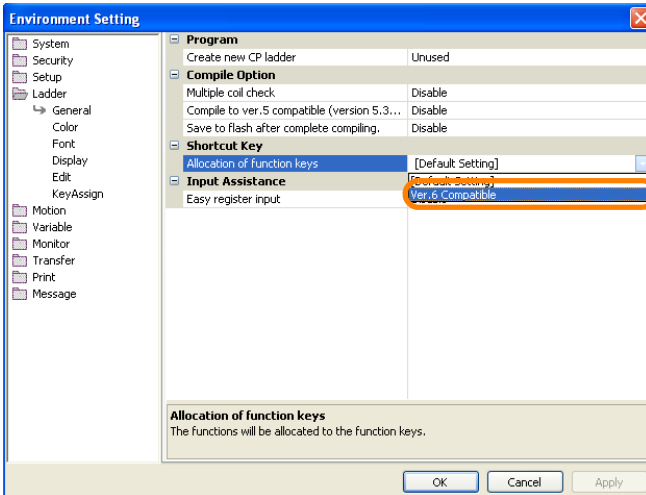 Environment Setting
System
Security
Setup
Ladder
General
Color
Font
Display
Edit
KeyAssign
Motion
Variable
Monitor
Transfer
Print
Message
Program
Create new CP ladder Unused
Compile Option
Multiple coil check Disable
Compile to ver.5 compatible (version 5.3... Disable
Save to flash after complete compiling. Disable
Shortcut Key
Allocation of function keys [Default Setting]
Input Assistance [Default Setting]
Ver.6 Compatible
Easy register input Disable
Allocation of function keys
The functions will be allocated to the function keys.
OK Cancel Apply